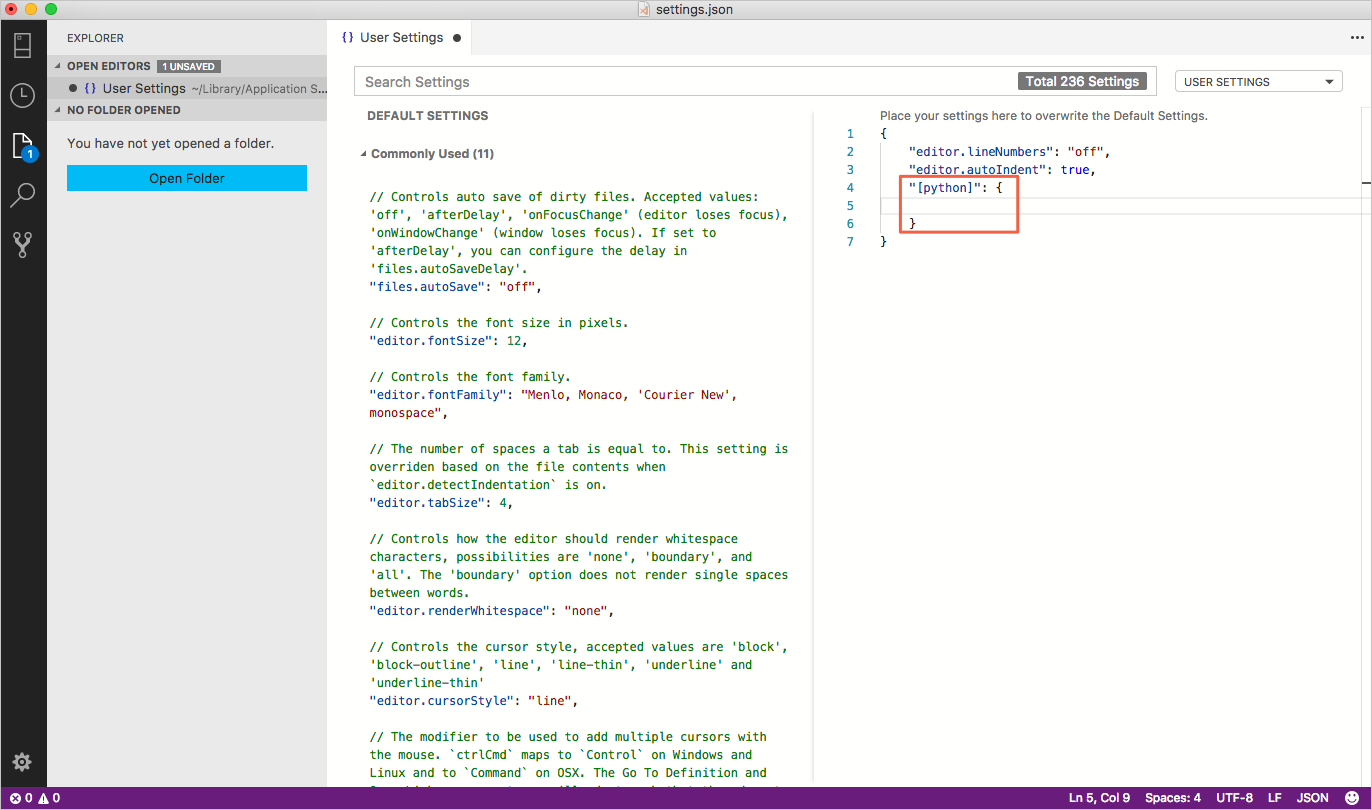 settings.json
EXPLORER
OPEN EDITORS 1 UNSAVED
{} User Settings ~/Library/Application S...
NO FOLDER OPENED
You have not yet opened a folder.
Open Folder
1
{} User Settings
Search Settings Total 236 Settings
USER SETTINGS
DEFAULT SETTINGS
Commonly Used (11)
// Controls auto save of dirty files. Accepted values:
'off', 'afterDelay', 'onFocusChange' (editor loses focus),
'onWindowChange' (window loses focus). If set to
'afterDelay', you can configure the delay in
'files.autoSaveDelay'.
"files.autoSave": "off",
// Controls the font size in pixels.
"editor.fontSize": 12,
// Controls the font family.
"editor.fontFamily": "Menlo, Monaco, 'Courier New',
monospace",
// The number of spaces a tab is equal to. This setting is
overriden based on the file contents when
`editor.detectIndentation` is on.
"editor.tabSize": 4,
// Controls how the editor should render whitespace
characters, possibilities are 'none', 'boundary', and
'all'. The 'boundary' option does not render single spaces
between words.
"editor.renderWhitespace": "none",
// Controls the cursor style, accepted values are 'block',
'block-outline', 'line', 'line-thin', 'underline' and
'underline-thin'
"editor.cursorStyle": "line",
// The modifier to be used to add multiple cursors with
the mouse. `ctrlCmd` maps to `Control` on Windows and
Linux and to `Command` on OSX. The Go To Definition and
Place your settings here to overwrite the Default Settings.
1 {
2 "editor.lineNumbers": "off",
3 "editor.autoIndent": true,
4 "[python]": {
5
6 }
7 }
0 0
Ln 5, Col 9 Spaces: 4 UTF-8 LF JSON